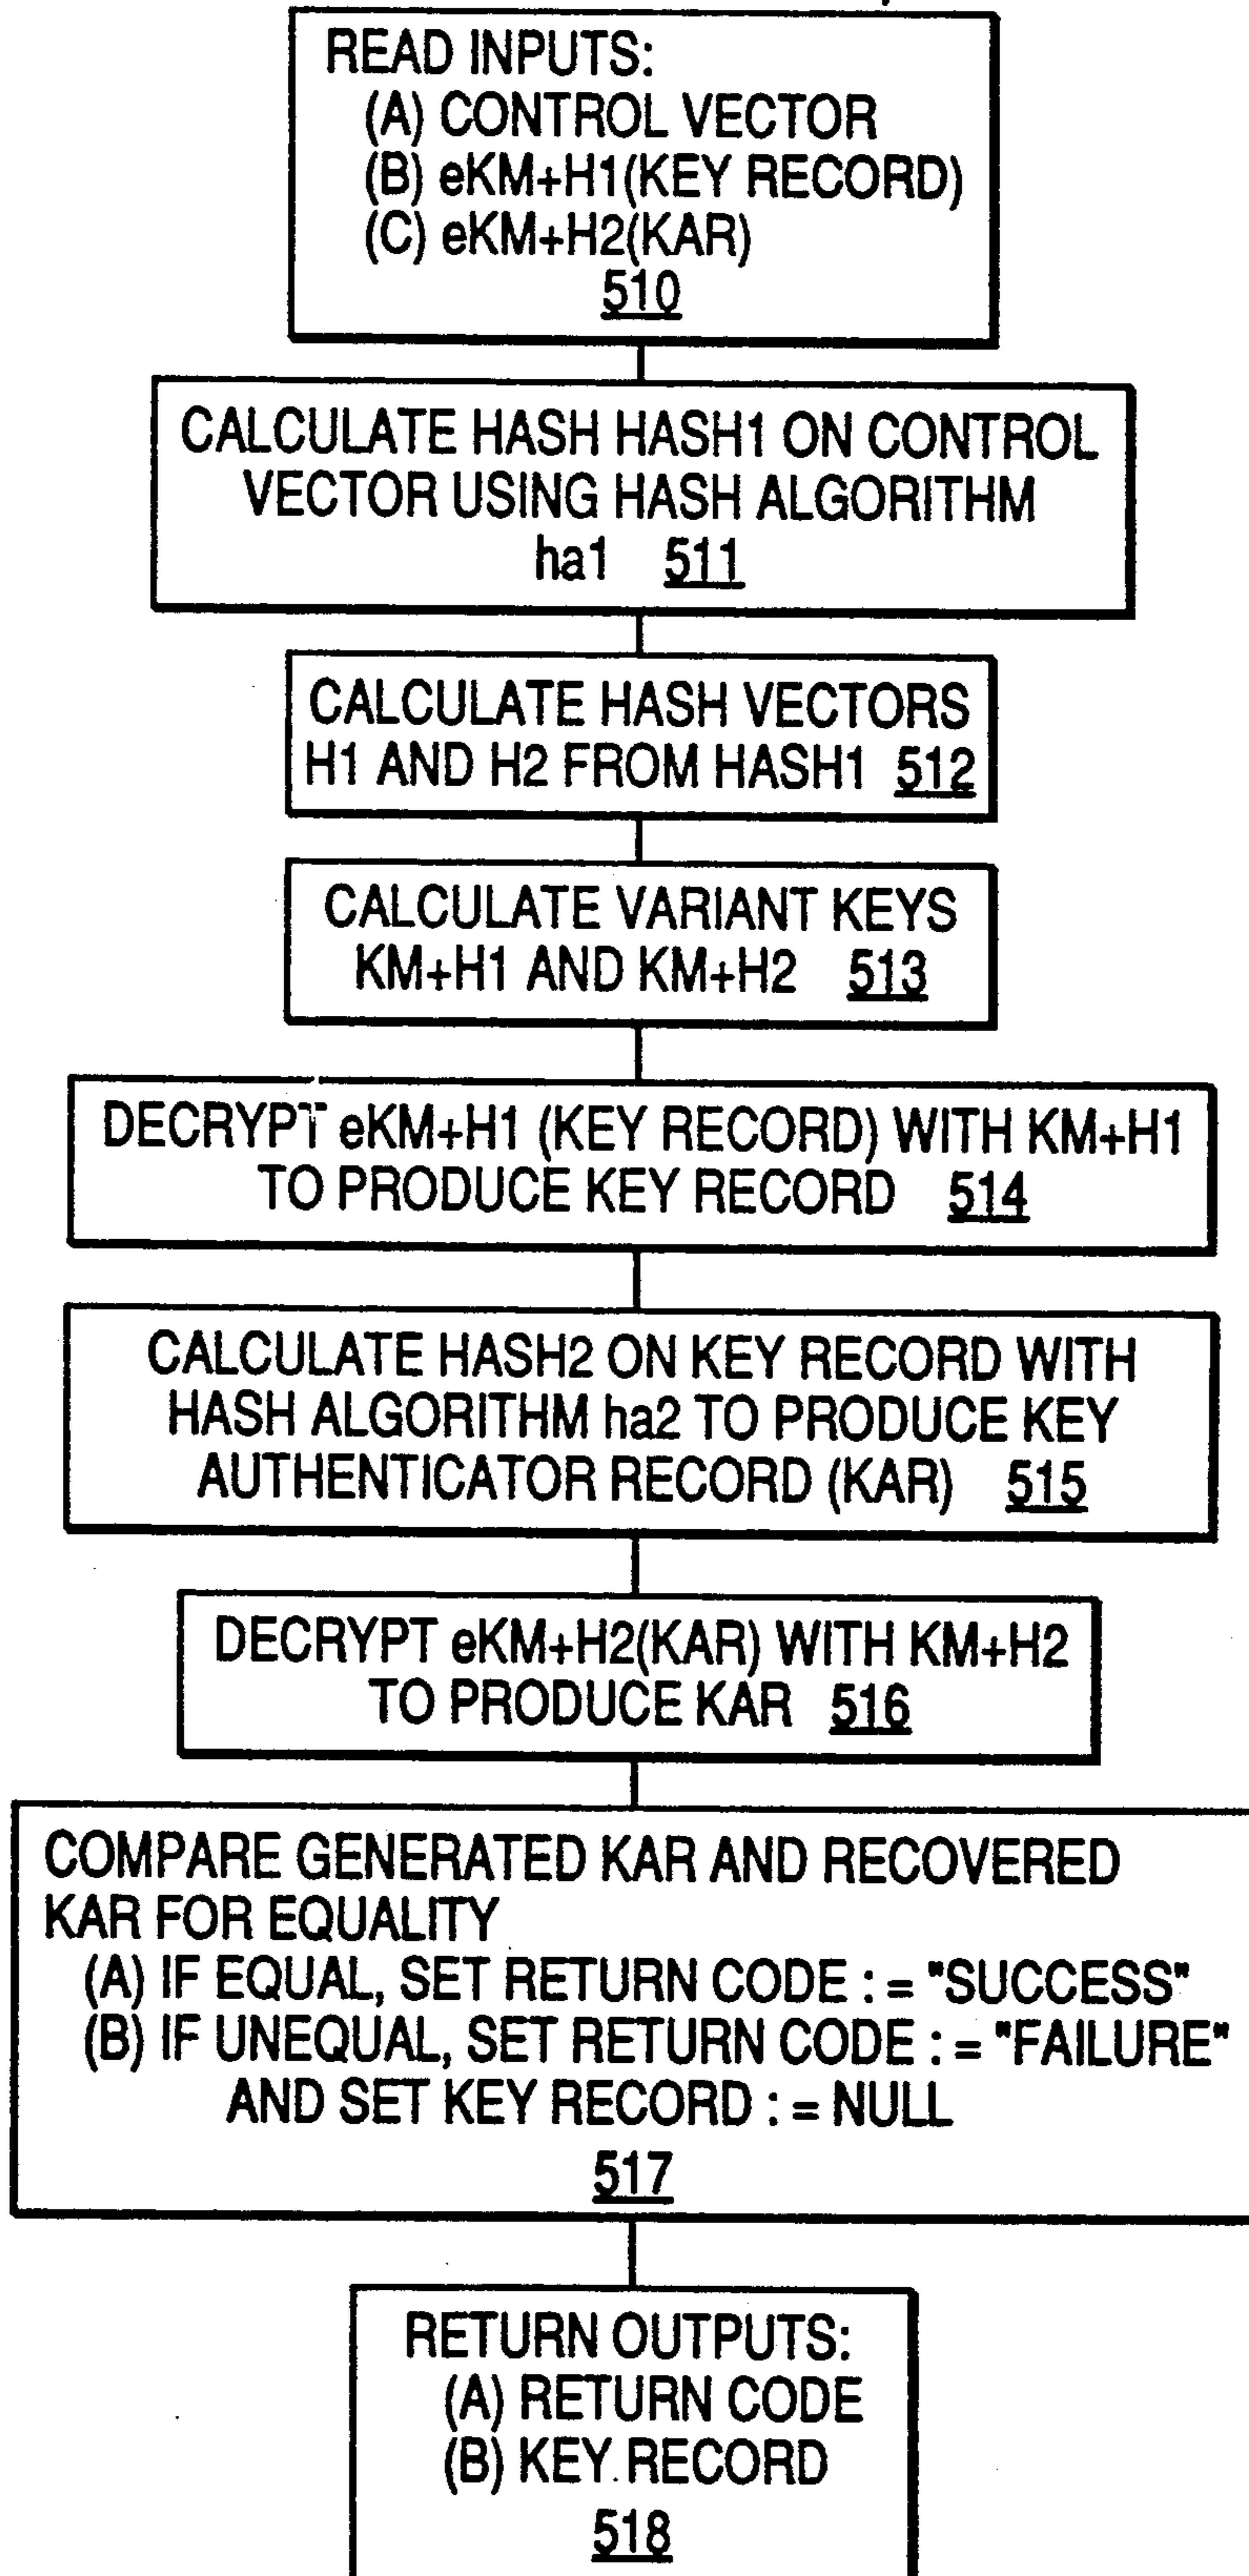 READ INPUTS:
(A) CONTROL VECTOR
(B) eKM+H1(KEY RECORD)
(C) eKM+H2(KAR)
510
CALCULATE HASH HASH1 ON CONTROL
VECTOR USING HASH ALGORITHM
ha1 511
CALCULATE HASH VECTORS
H1 AND H2 FROM HASH1 512
CALCULATE VARIANT KEYS
KM+H1 AND KM+H2 513
DECRYPT eKM+H1 (KEY RECORD) WITH KM+H1
TO PRODUCE KEY RECORD 514
CALCULATE HASH2 ON KEY RECORD WITH
HASH ALGORITHM ha2 TO PRODUCE KEY
AUTHENTICATOR RECORD (KAR) 515
DECRYPT eKM+H2(KAR) WITH KM+H2
TO PRODUCE KAR 516
COMPARE GENERATED KAR AND RECOVERED
KAR FOR EQUALITY
(A) IF EQUAL, SET RETURN CODE : = "SUCCESS"
(B) IF UNEQUAL, SET RETURN CODE : = "FAILURE"
AND SET KEY RECORD : = NULL
517
RETURN OUTPUTS:
(A) RETURN CODE
(B) KEY RECORD
518